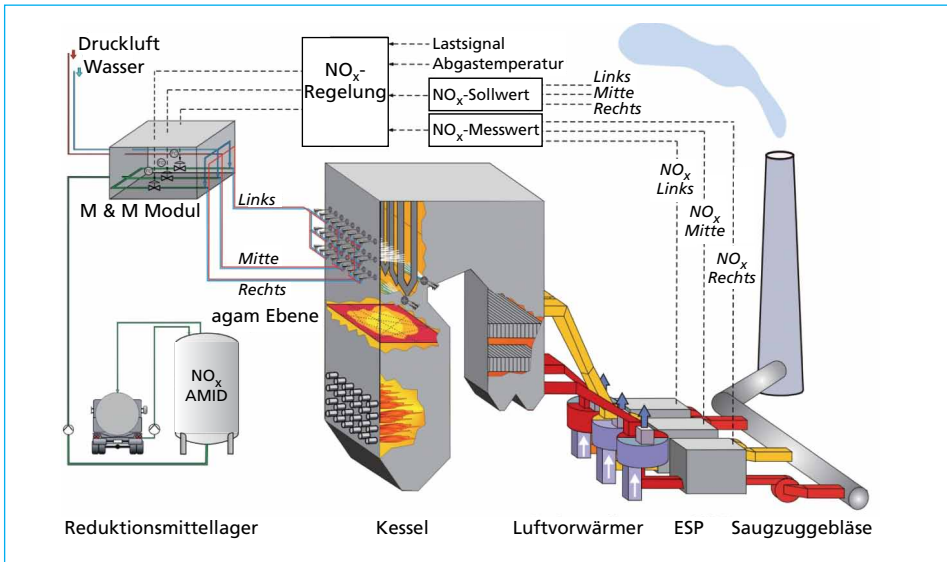 Druckluft
Wasser
NOx-
Regelung
Lastsignal
Abgastemperatur
NOx-Sollwert
NOx-Messwert
Links
Mitte
Rechts
NOx
Links
NOx
Mitte
NOx
Rechts
M & M Modul
Links
Mitte
Rechts
agam Ebene
NOx
AMID
Reduktionsmittellager
Kessel
Luftvorwärmer
ESP
Saugzuggebläse